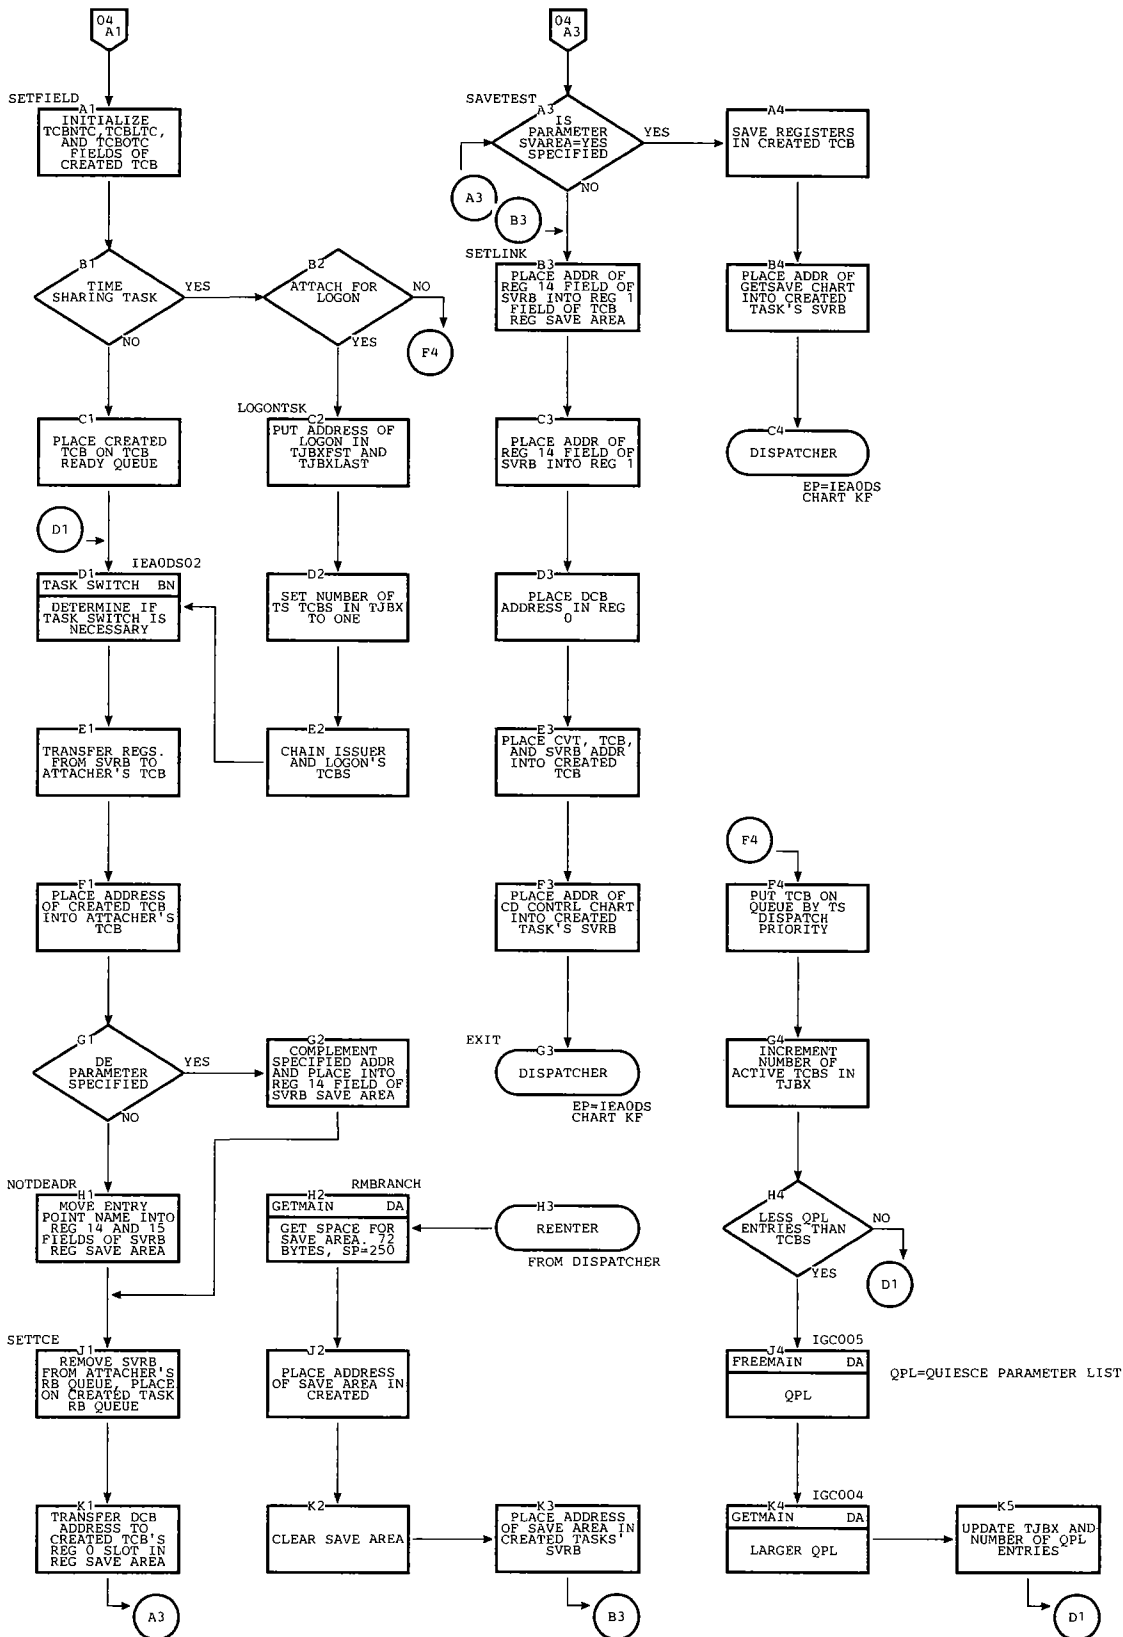 04
A1
SETFIELD
A1
INITIALIZE
TCBNTC,TCBLTC,
AND TCBOTC
FIELDS OF
CREATED TCB
B1
TIME
SHARING TASK
YES
NO
B2
ATTACH FOR
LOGON
NO
YES
F4
C1
PLACE CREATED
TCB ON TCB
READY QUEUE
LOGONTSK
C2
PUT ADDRESS OF
LOGON IN
TJBXFST AND
TJBXLAST
D1
IEA0DS02
D1
TASK SWITCH BN
DETERMINE IF
TASK SWITCH IS
NECESSARY
D2
SET NUMBER OF
TS TCBS IN TJBX
TO ONE
E1
TRANSFER REGS.
FROM SVRB TO
ATTACHER'S TCB
E2
CHAIN ISSUER
AND LOGON'S
TCBS
F1
PLACE ADDRESS
OF CREATED TCB
INTO ATTACHER'S
TCB
G1
DE
PARAMETER
SPECIFIED
YES
NO
G2
COMPLEMENT
SPECIFIED ADDR
AND PLACE INTO
REG 14 FIELD OF
SVRB SAVE AREA
NOTDEADR
H1
MOVE ENTRY
POINT NAME INTO
REG 14 AND 15
FIELDS OF SVRB
REG SAVE AREA
RMBRANCH
H2
GETMAIN DA
GET SPACE FOR
SAVE AREA. 72
BYTES, SP=250
H3
REENTER
FROM DISPATCHER
SETTCE
J1
REMOVE SVRB
FROM ATTACHER'S
RB QUEUE, PLACE
ON CREATED TASK
RB QUEUE
J2
PLACE ADDRESS
OF SAVE AREA IN
CREATED
K1
TRANSFER DCB
ADDRESS TO
CREATED TCB'S
REG 0 SLOT IN
REG SAVE AREA
A3
K2
CLEAR SAVE AREA
K3
PLACE ADDRESS
OF SAVE AREA IN
CREATED TASKS'
SVRB
B3
04
A3
SAVETEST
A3
IS
PARAMETER
SVAREA=YES
SPECIFIED
YES
NO
A3
B3
A4
SAVE REGISTERS
IN CREATED TCB
SETLINK
B3
PLACE ADDR OF
REG 14 FIELD OF
SVRB INTO REG 1
FIELD OF TCB
REG SAVE AREA
B4
PLACE ADDR OF
GETSAVE CHART
INTO CREATED
TASK'S SVRB
C3
PLACE ADDR OF
REG 14 FIELD OF
SVRB INTO REG 1
C4
DISPATCHER
EP=IEA0DS
CHART KF
D3
PLACE DCB
ADDRESS IN REG
0
E3
PLACE CVT, TCB,
AND SVRB ADDR
INTO CREATED
TCB
F3
PLACE ADDR OF
CD CONTRL CHART
INTO CREATED
TASK'S SVRB
EXIT
G3
DISPATCHER
EP=IEA0DS
CHART KF
F4
F4
PUT TCB ON
QUEUE BY TS
DISPATCH
PRIORITY
G4
INCREMENT
NUMBER OF
ACTIVE TCBS IN
TJBX
H4
LESS QPL
ENTRIES THAN
TCBS
NO
YES
D1
IGC005
J4
FREEMAIN DA
QPL
QPL=QUIESCE PARAMETER LIST
IGC004
K4
GETMAIN DA
LARGER QPL
K5
UPDATE TJBX AND
NUMBER OF QPL
ENTRIES
D1